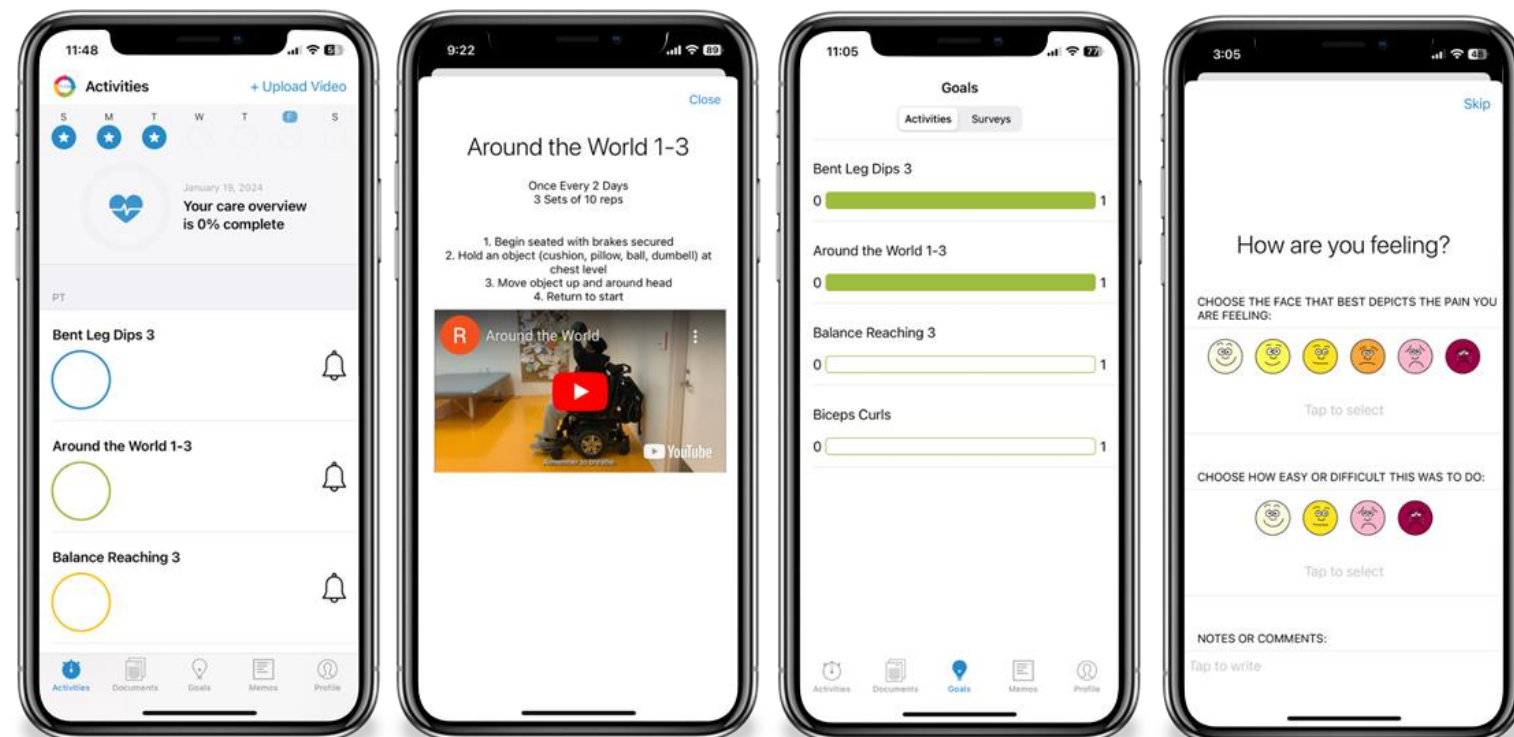 11:48
Activities
+ Upload Video
S M T W T F S
January 19, 2024
Your care overview
is 0% complete
PT
Bent Leg Dips 3
Around the World 1-3
Balance Reaching 3
Activities Documents Goals Memos Profile
9:22
89
Close
Around the World 1-3
Once Every 2 Days
3 Sets of 10 reps
1. Begin seated with brakes secured
2. Hold an object (cushion, pillow, ball, dumbell) at
chest level
3. Move object up and around head
4. Return to start
R Around the World
Remember to breathe
YouTube
11:05
77
Goals
Activities Surveys
Bent Leg Dips 3
0 1
Around the World 1-3
0 1
Balance Reaching 3
0 1
Biceps Curls
0 1
Activities Documents Goals Memos Profile
3:05
48
Skip
How are you feeling?
CHOOSE THE FACE THAT BEST DEPICTS THE PAIN YOU
ARE FEELING:
Tap to select
CHOOSE HOW EASY OR DIFFICULT THIS WAS TO DO:
Tap to select
NOTES OR COMMENTS:
Tap to write